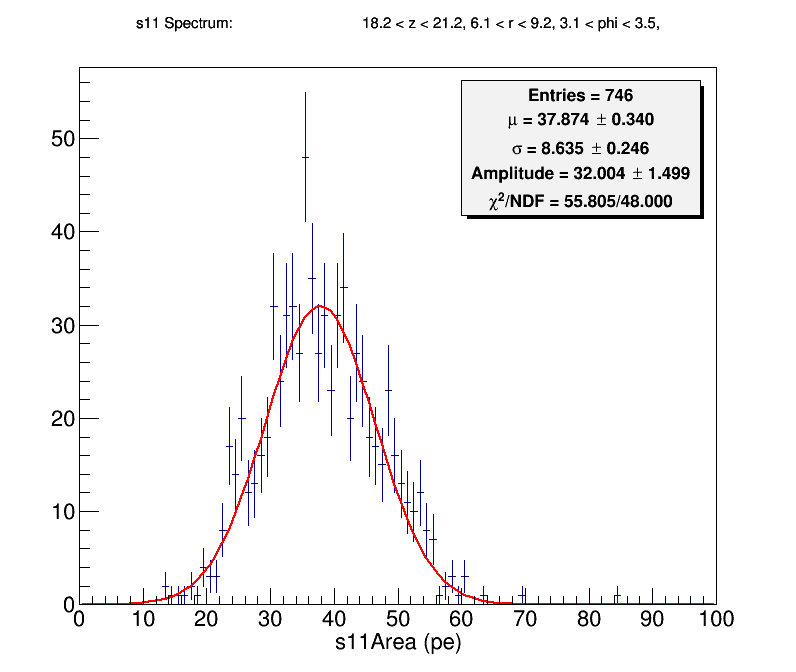 s11 Spectrum: 18.2 < z < 21.2, 6.1 < r < 9.2, 3.1 < phi < 3.5,
Entries = 746
μ = 37.874 ± 0.340
σ = 8.635 ± 0.246
Amplitude = 32.004 ± 1.499
χ²/NDF = 55.805/48.000
50
40
30
20
10
0
0 10 20 30 40 50 60 70 80 90 100
s11Area (pe)